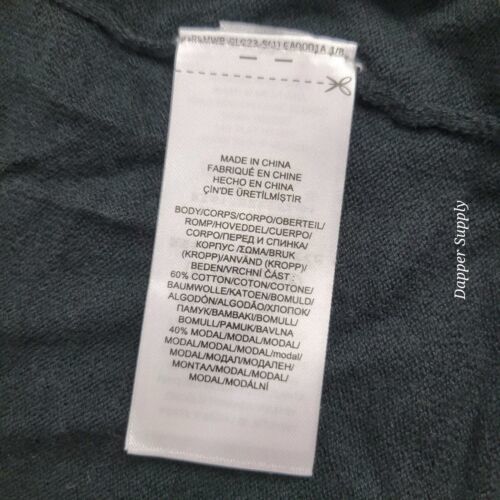 MADE IN CHINA
FABRIQUÉ EN CHINE
HECHO EN CHINA
ÇİN'DE ÜRETİLMİŞTİR
BODY/CORPS/CORPO/OBERTEIL/
ROMP/HOVEDDEL/CUERPO/
CORPO/ПЕРЕД И СПИНКА/
КОРПУС /ΣΩΜΑ/BRUK
(KROPP)/ANVÄND (KROPP)/
BEDEN/VRCHNÍ ČÁST :
60% COTTON/COTON/COTONE/
BAUMWOLLE/KATOEN/BOMULD/
ALGODÓN/ALGODÃO/ХЛОПОК/
ПАМУК/ΒΑΜΒΑΚΙ/BOMULL/
BOMULL/PAMUK/BAVLNA
40% MODAL/MODAL/MODAL/
MODAL/MODAL/MODAL/modal/
MODAL/МОДАЛ/МОДАЛЕН/
ΜΟΝΤΑΛ/MODAL/MODAL/
MODAL/MODÁLNÍ
Dapper Supply